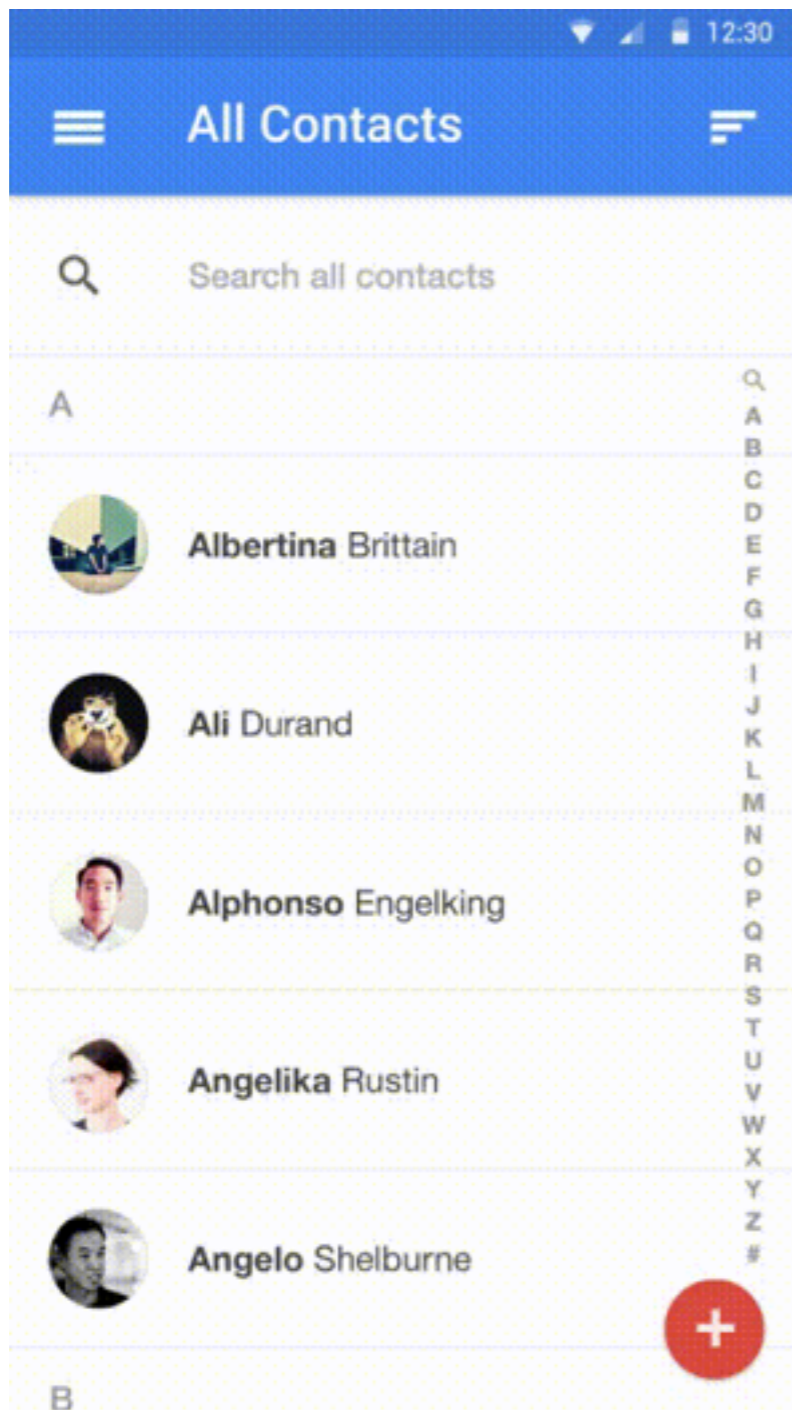 12:30
All Contacts
Search all contacts
A
Albertina Brittain
Ali Durand
Alphonso Engelking
Angelika Rustin
Angelo Shelburne
B
A
B
C
D
E
F
G
H
I
J
K
L
M
N
O
P
Q
R
S
T
U
V
W
X
Y
Z
#
+